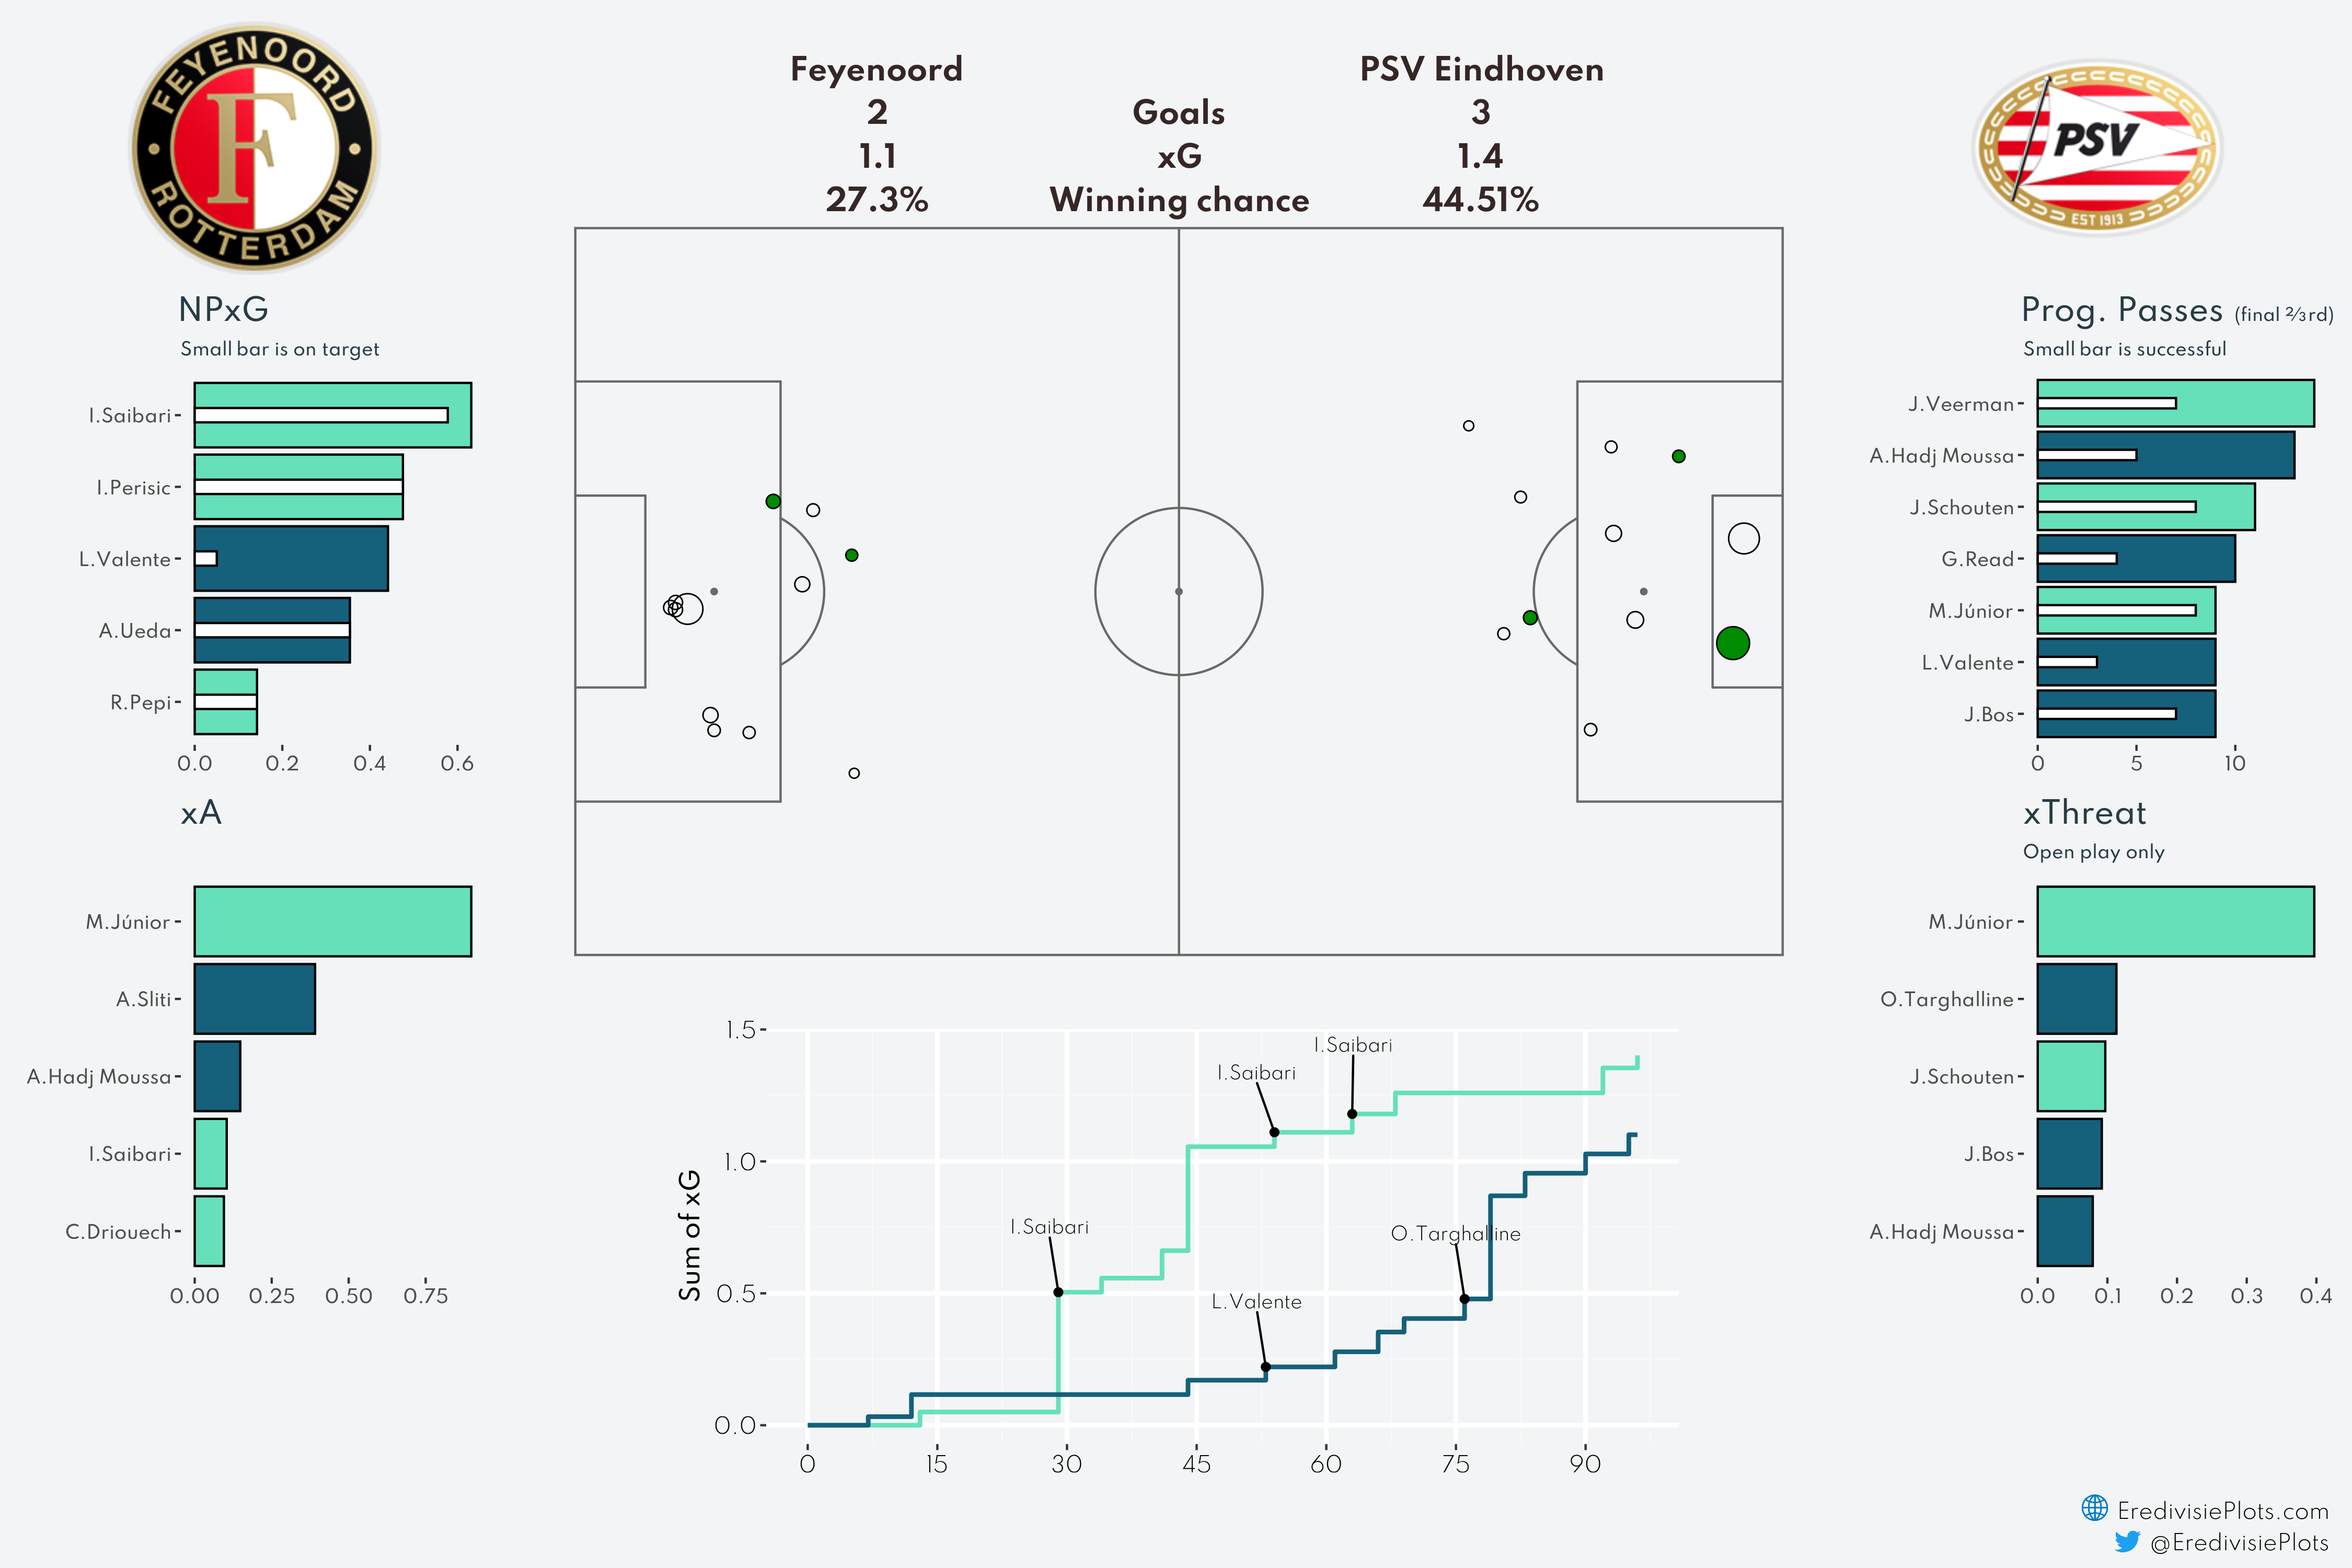 FEYENOORD
F
ROTTERDAM
Feyenoord PSV Eindhoven
2 Goals 3
1.1 xG 1.4
27.3% Winning chance 44.51%
PSV
EST 1913
NPxG
Small bar is on target
I.Saibari
I.Perisic
L.Valente
A.Ueda
R.Pepi
0.0 0.2 0.4 0.6
xA
M.Júnior
A.Sliti
A.Hadj Moussa
I.Saibari
C.Driouech
0.00 0.25 0.50 0.75
Sum of xG
1.5
1.0
0.5
0.0
I.Saibari
I.Saibari
I.Saibari
O.Targhalline
L.Valente
0 15 30 45 60 75 90
Prog. Passes (final ⅔rd)
Small bar is successful
J.Veerman
A.Hadj Moussa
J.Schouten
G.Read
M.Júnior
L.Valente
J.Bos
0 5 10
xThreat
Open play only
M.Júnior
O.Targhalline
J.Schouten
J.Bos
A.Hadj Moussa
0.0 0.1 0.2 0.3 0.4
EredivisiePlots.com
@EredivisiePlots